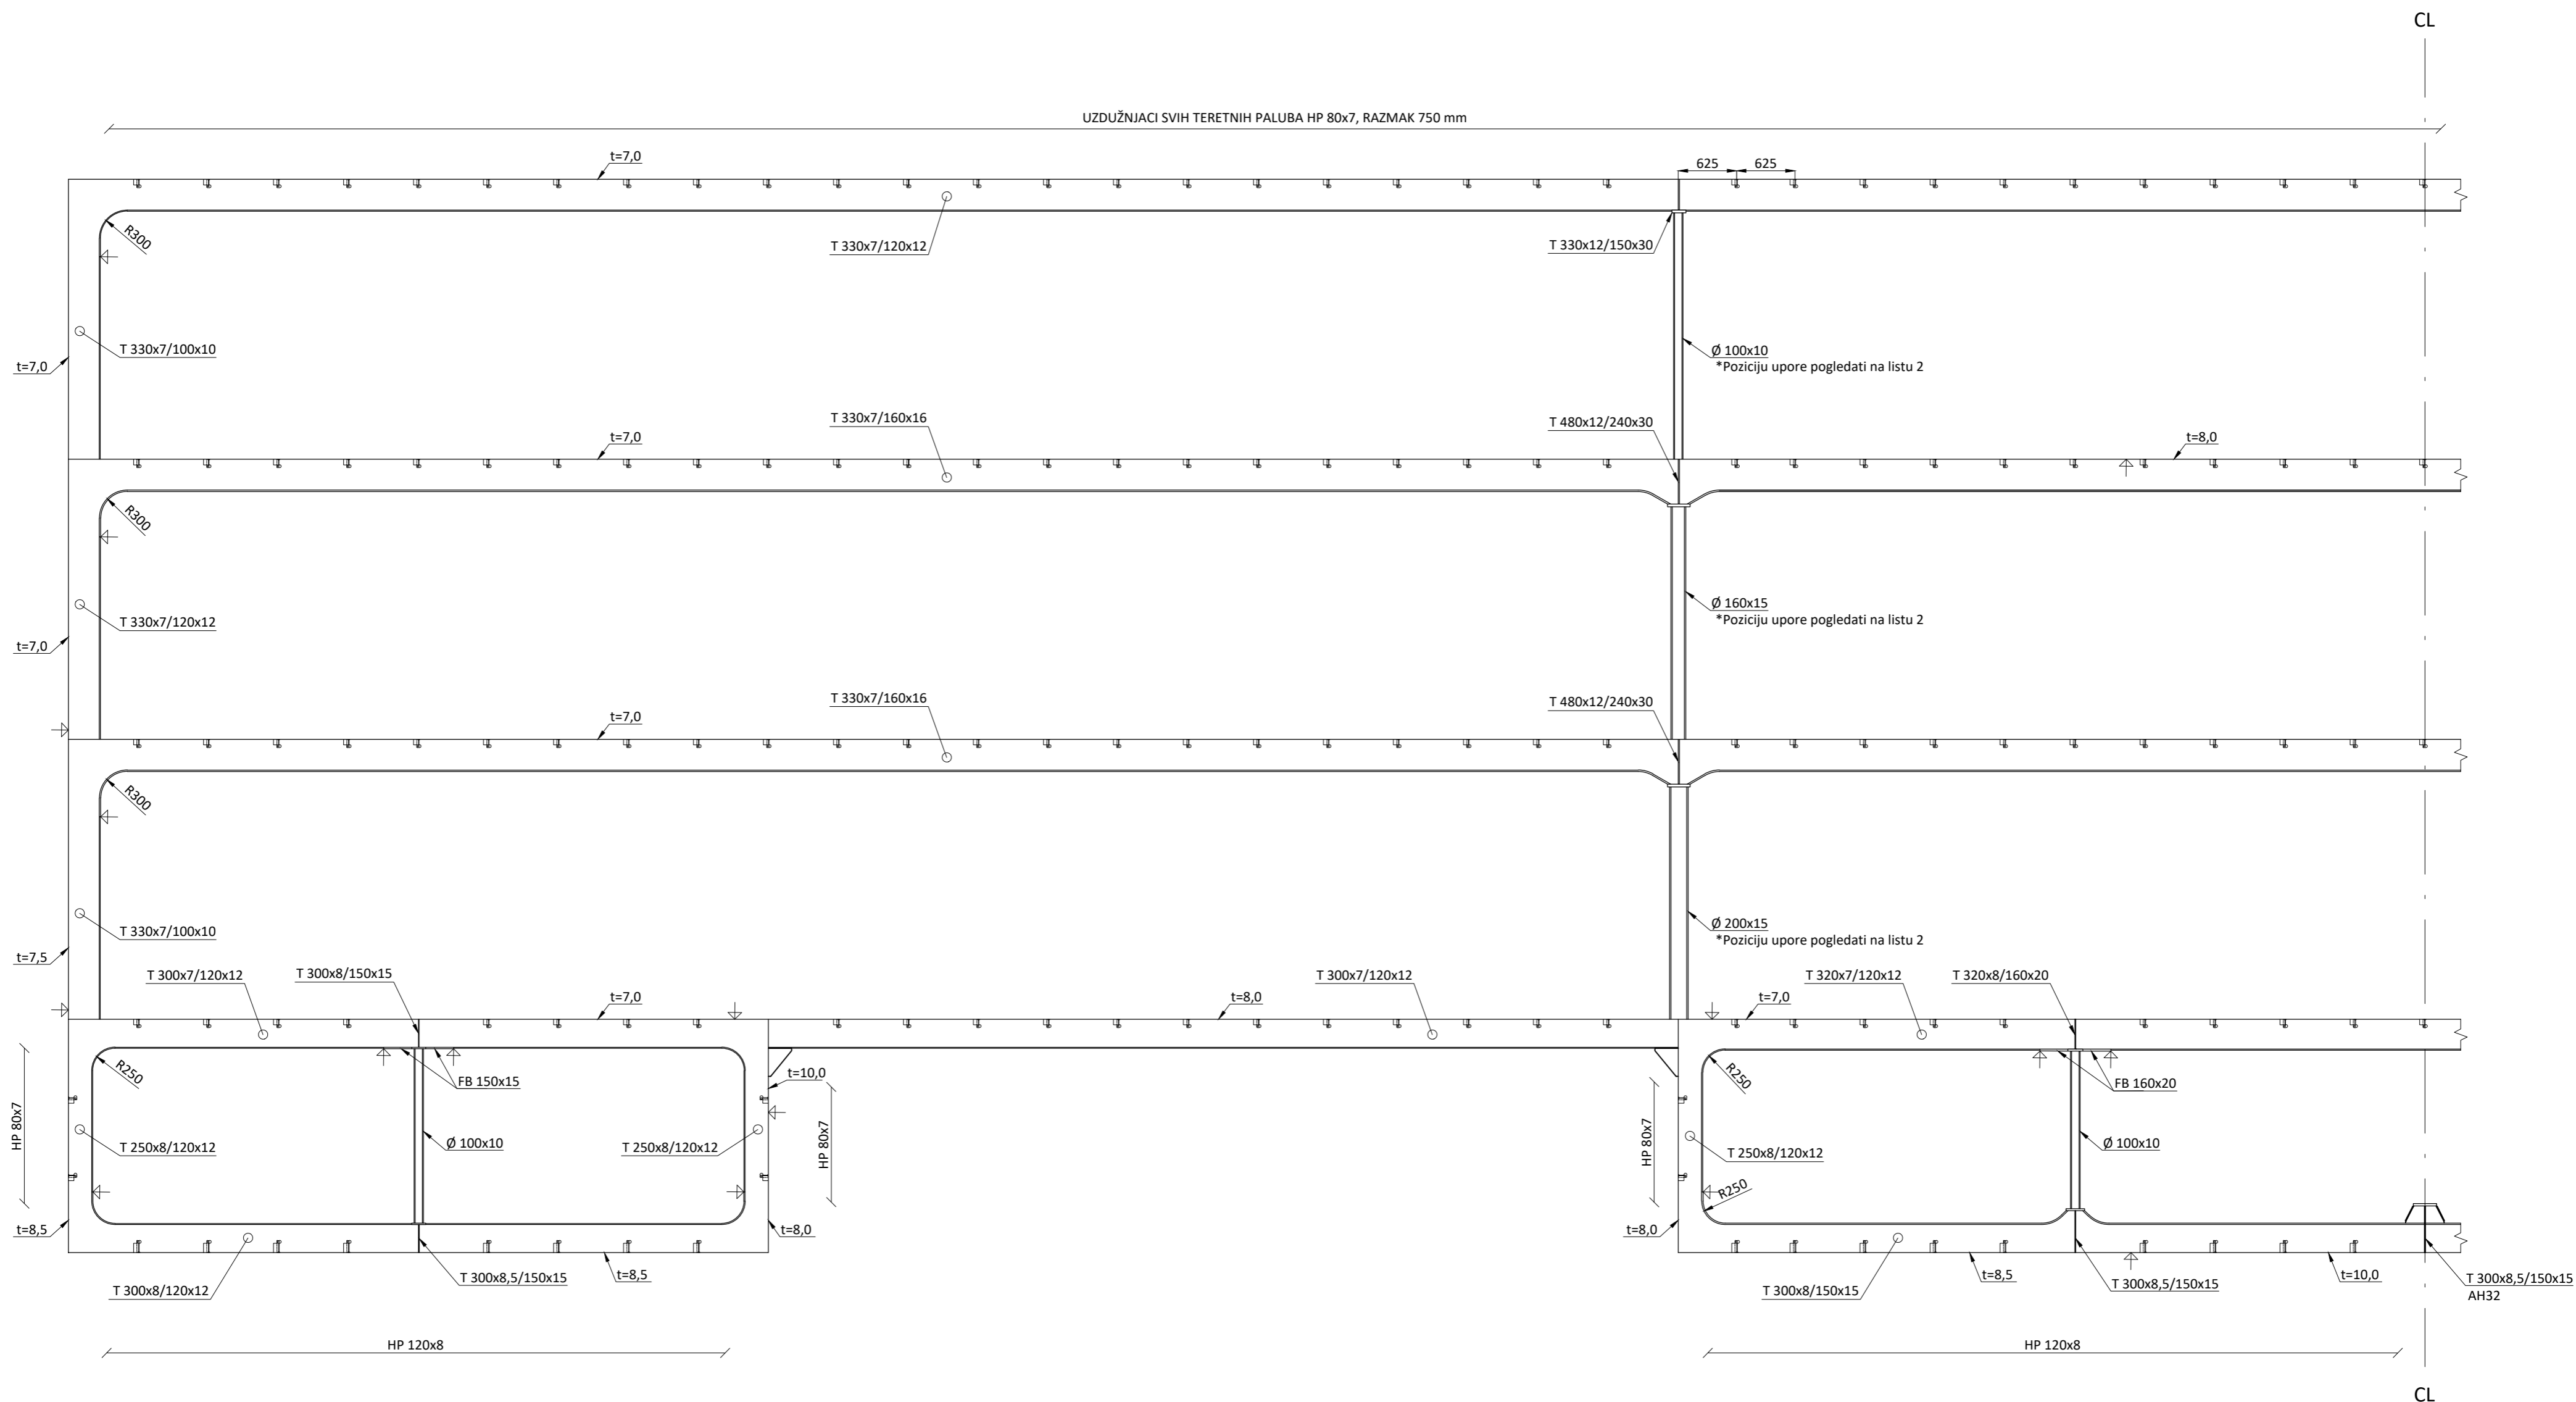 CL
UZDUŽNJACI SVIH TERETNIH PALUBA HP 80x7, RAZMAK 750 mm
t=7,0
625
625
R300
T 330x7/120x12
T 330x12/150x30
T 330x7/100x10
t=7,0
Ø 100x10
*Poziciju upore pogledati na listu 2
T 330x7/160x16
T 480x12/240x30
t=7,0
t=8,0
R300
T 330x7/120x12
t=7,0
Ø 160x15
*Poziciju upore pogledati na listu 2
T 330x7/160x16
T 480x12/240x30
t=7,0
R300
T 330x7/100x10
t=7,5
Ø 200x15
*Poziciju upore pogledati na listu 2
T 300x7/120x12
T 300x8/150x15
T 300x7/120x12
T 320x7/120x12
T 320x8/160x20
t=7,0
t=8,0
t=7,0
R250
FB 150x15
t=10,0
R250
FB 160x20
HP 80x7
T 250x8/120x12
Ø 100x10
T 250x8/120x12
HP 80x7
HP 80x7
T 250x8/120x12
Ø 100x10
R250
t=8,5
t=8,0
t=8,0
T 300x8/120x12
T 300x8,5/150x15
t=8,5
T 300x8/150x15
t=8,5
T 300x8,5/150x15
t=10,0
T 300x8,5/150x15
AH32
HP 120x8
HP 120x8
CL